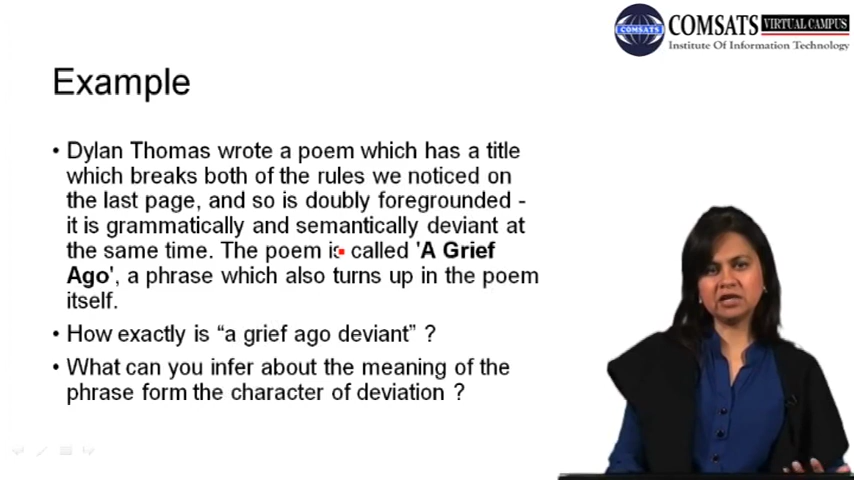 COMSATS
COMSATS VIRTUAL CAMPUS
Institute Of Information Technology
Example
• Dylan Thomas wrote a poem which has a title
which breaks both of the rules we noticed on
the last page, and so is doubly foregrounded -
it is grammatically and semantically deviant at
the same time. The poem is called 'A Grief
Ago', a phrase which also turns up in the poem
itself.
• How exactly is “a grief ago deviant” ?
• What can you infer about the meaning of the
phrase form the character of deviation ?